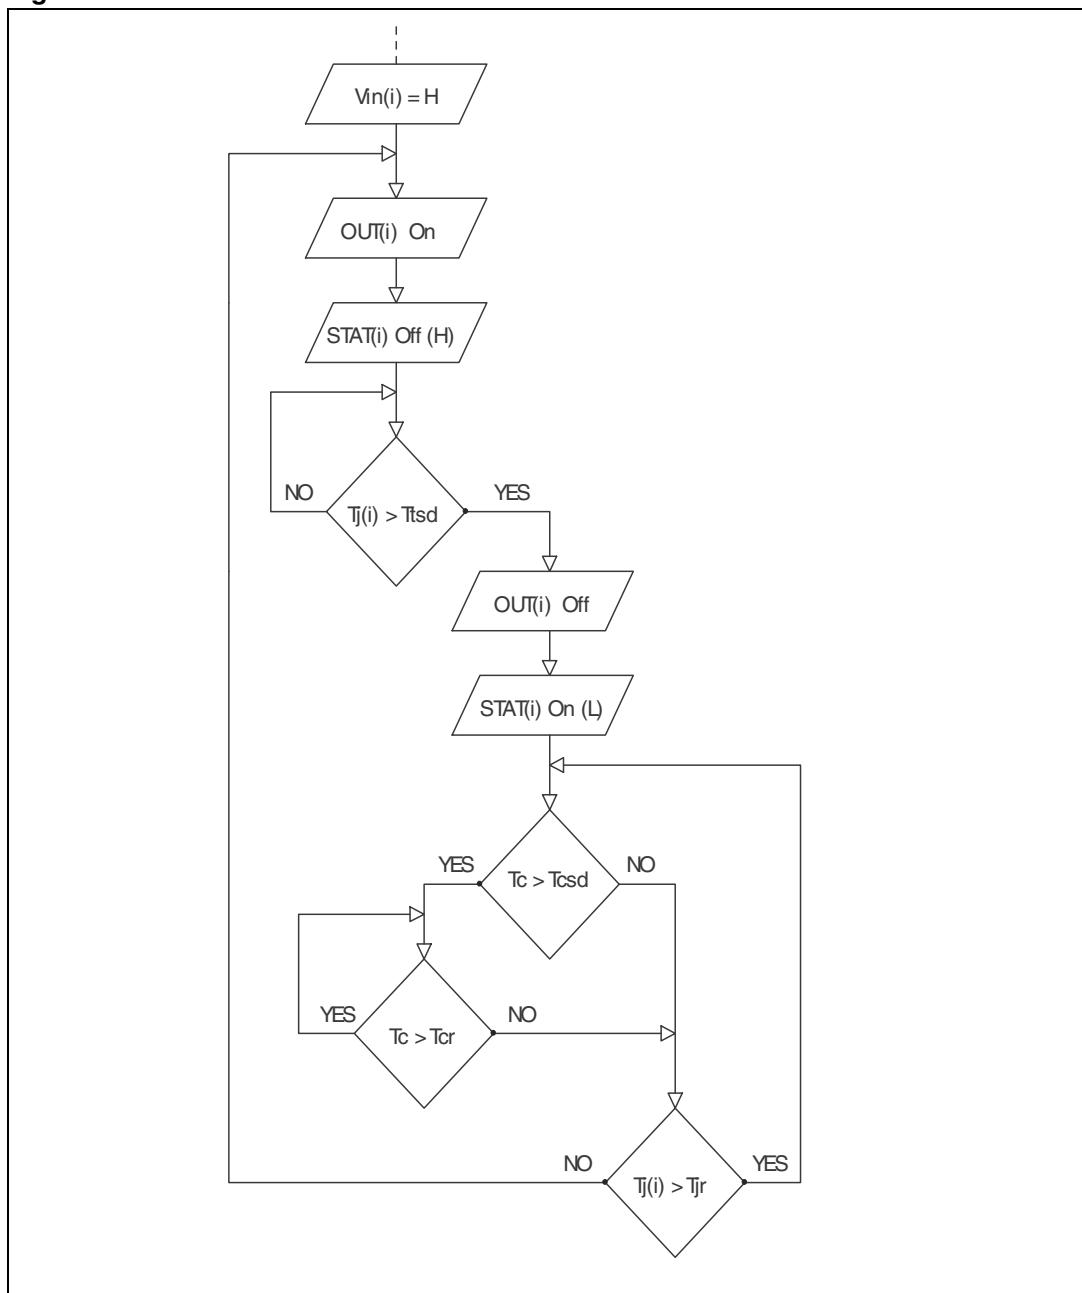 Vin(i) = H
OUT(i) On
STAT(i) Off (H)
NO
YES
Tj(i) > Ttsd
OUT(i) Off
STAT(i) On (L)
YES
NO
Tc > Tcsd
YES
NO
Tc > Tcr
NO
YES
Tj(i) > Tjr